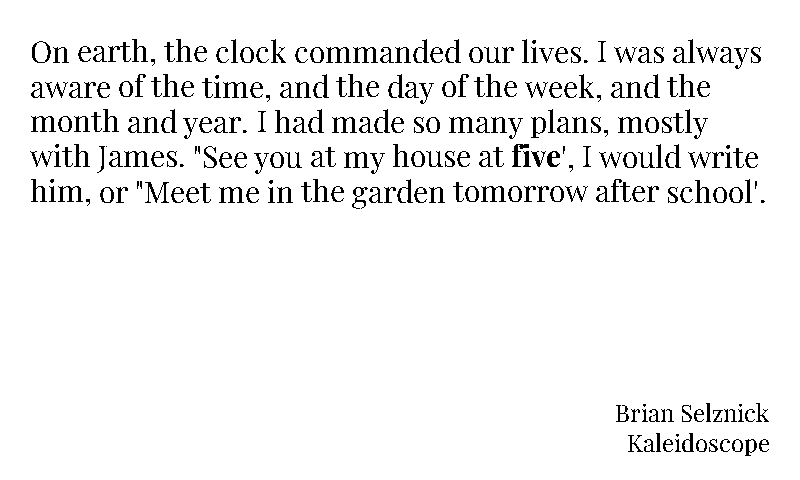 On earth, the clock commanded our lives. I was always
aware of the time, and the day of the week, and the
month and year. I had made so many plans, mostly
with James. "See you at my house at five', I would write
him, or "Meet me in the garden tomorrow after school'.
Brian Selznick
Kaleidoscope